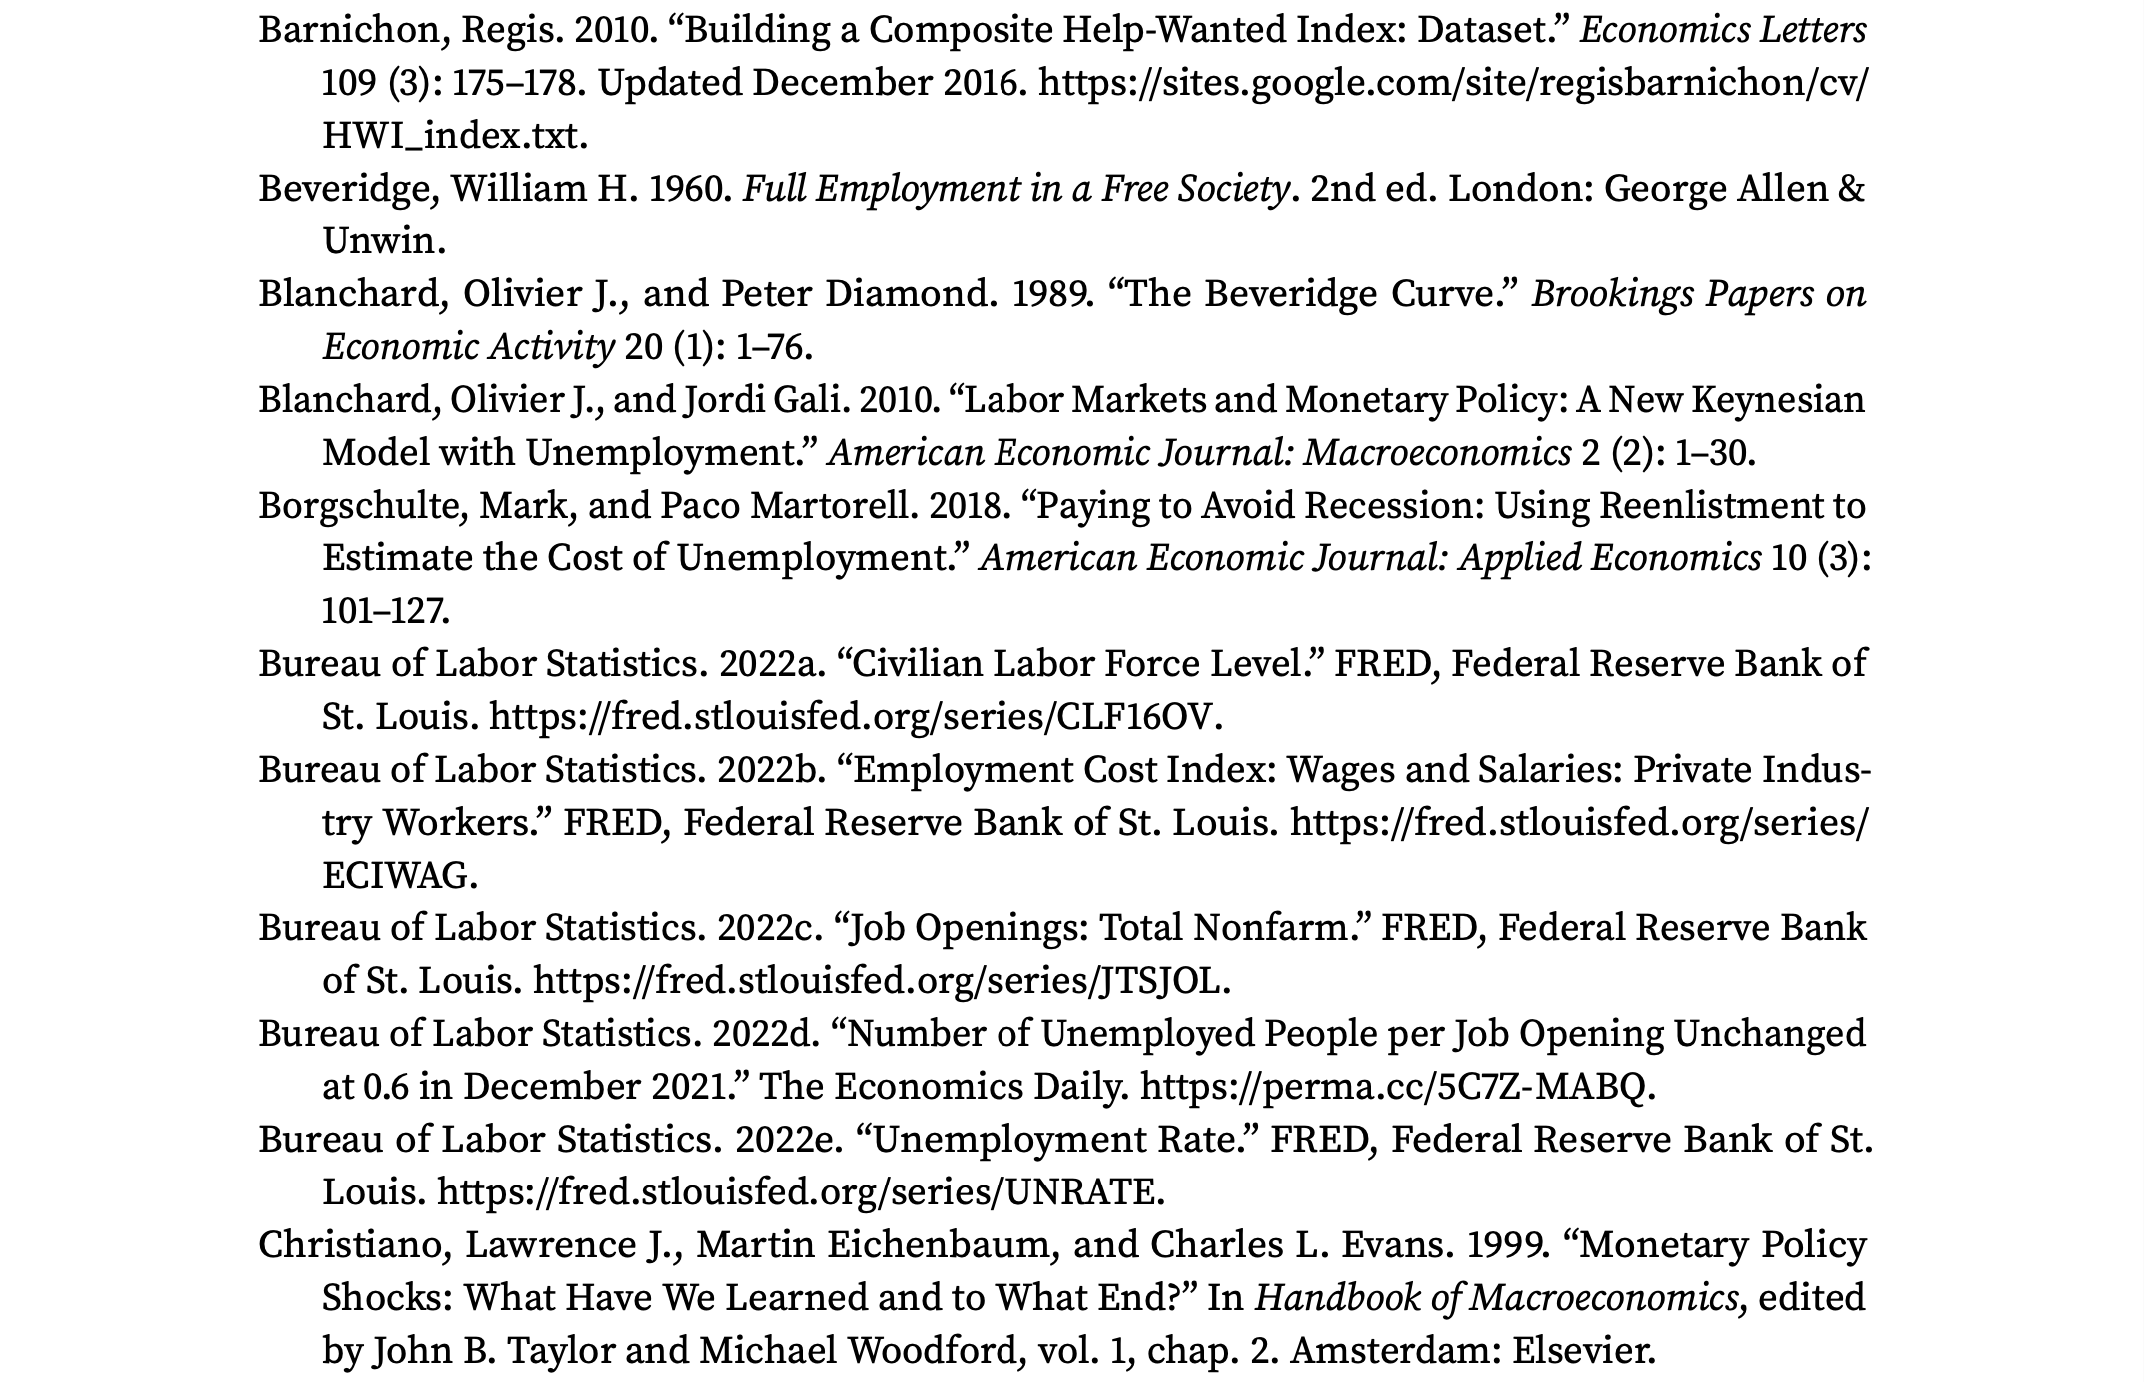 Barnichon, Regis. 2010. “Building a Composite Help-Wanted Index: Dataset.” Economics Letters
109 (3): 175–178. Updated December 2016. https://sites.google.com/site/regisbarnichon/cv/
HWI_index.txt.
Beveridge, William H. 1960. Full Employment in a Free Society. 2nd ed. London: George Allen &
Unwin.
Blanchard, Olivier J., and Peter Diamond. 1989. “The Beveridge Curve.” Brookings Papers on
Economic Activity 20 (1): 1–76.
Blanchard, Olivier J., and Jordi Gali. 2010. “Labor Markets and Monetary Policy: A New Keynesian
Model with Unemployment.” American Economic Journal: Macroeconomics 2 (2): 1–30.
Borgschulte, Mark, and Paco Martorell. 2018. “Paying to Avoid Recession: Using Reenlistment to
Estimate the Cost of Unemployment.” American Economic Journal: Applied Economics 10 (3):
101–127.
Bureau of Labor Statistics. 2022a. “Civilian Labor Force Level.” FRED, Federal Reserve Bank of
St. Louis. https://fred.stlouisfed.org/series/CLF16OV.
Bureau of Labor Statistics. 2022b. “Employment Cost Index: Wages and Salaries: Private Indus-
try Workers.” FRED, Federal Reserve Bank of St. Louis. https://fred.stlouisfed.org/series/
ECIWAG.
Bureau of Labor Statistics. 2022c. “Job Openings: Total Nonfarm.” FRED, Federal Reserve Bank
of St. Louis. https://fred.stlouisfed.org/series/JTSJOL.
Bureau of Labor Statistics. 2022d. “Number of Unemployed People per Job Opening Unchanged
at 0.6 in December 2021.” The Economics Daily. https://perma.cc/5C7Z-MABQ.
Bureau of Labor Statistics. 2022e. “Unemployment Rate.” FRED, Federal Reserve Bank of St.
Louis. https://fred.stlouisfed.org/series/UNRATE.
Christiano, Lawrence J., Martin Eichenbaum, and Charles L. Evans. 1999. “Monetary Policy
Shocks: What Have We Learned and to What End?” In Handbook of Macroeconomics, edited
by John B. Taylor and Michael Woodford, vol. 1, chap. 2. Amsterdam: Elsevier.